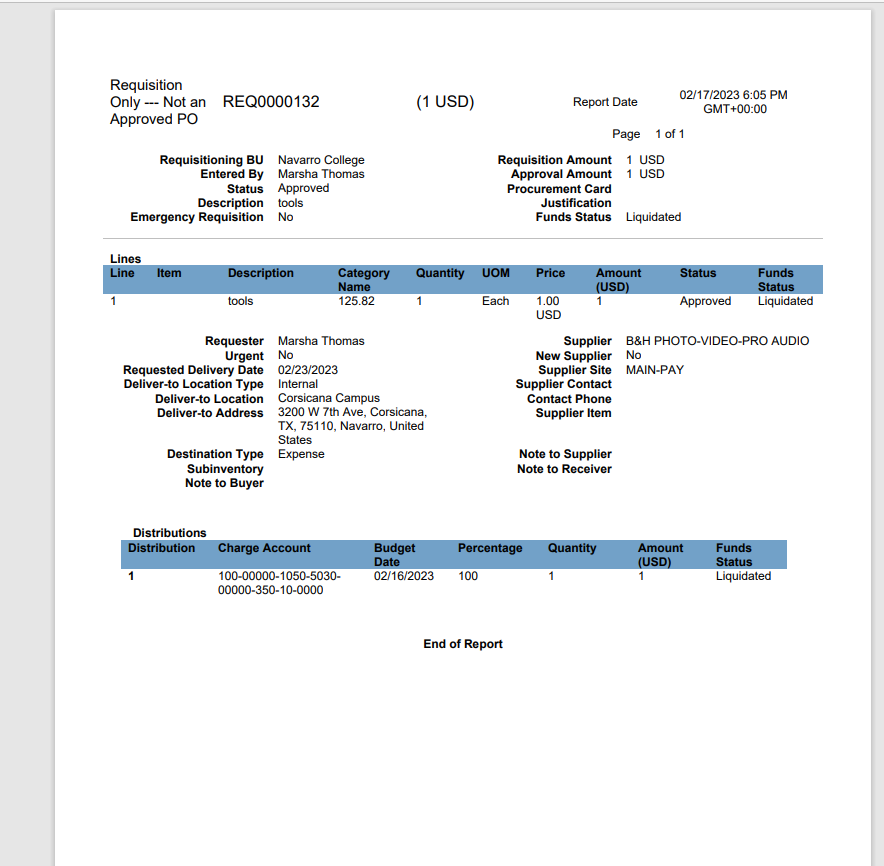 Requisition
Only --- Not an
Approved PO
REQ0000132 (1 USD) Report Date 02/17/2023 6:05 PM
GMT+00:00
Page 1 of 1
Requisitioning BU Navarro College Requisition Amount 1 USD
Entered By Marsha Thomas Approval Amount 1 USD
Status Approved Procurement Card
Description tools Justification
Emergency Requisition No Funds Status Liquidated
Lines
Line Item Description Category Name Quantity UOM Price Amount (USD) Status Funds Status
1 tools 125.82 1 Each 1.00 USD 1 Approved Liquidated
Requester Marsha Thomas Supplier B&H PHOTO-VIDEO-PRO AUDIO
Urgent No New Supplier No
Requested Delivery Date 02/23/2023 Supplier Site MAIN-PAY
Deliver-to Location Type Internal Supplier Contact
Deliver-to Location Corsicana Campus Contact Phone
Deliver-to Address 3200 W 7th Ave, Corsicana, Supplier Item
TX, 75110, Navarro, United
States
Destination Type Expense Note to Supplier
Subinventory Note to Receiver
Note to Buyer
Distributions
Distribution Charge Account Budget Date Percentage Quantity Amount (USD) Funds Status
1 100-00000-1050-5030- 02/16/2023 100 1 1 Liquidated
00000-350-10-0000
End of Report